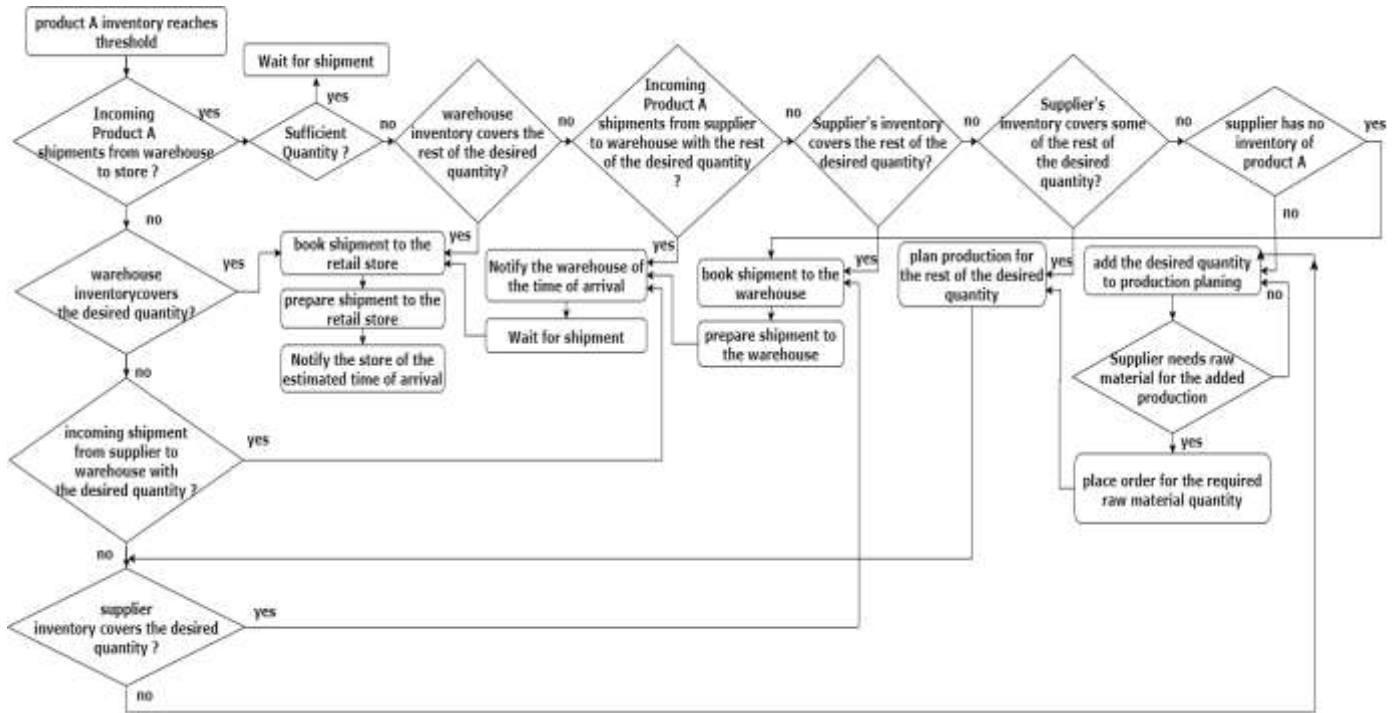 product A inventory reaches
threshold
Incoming
Product A
shipments from warehouse
to store ?
yes
no
Wait for shipment
yes
Sufficient
Quantity ?
no
warehouse
inventory covers the
rest of the desired
quantity?
no
yes
Incoming
Product A
shipments from supplier
to warehouse with the rest
of the desired quantity
?
no
yes
Supplier's inventory
covers the rest of the
desired quantity?
no
yes
Supplier's
inventory covers some
of the rest of
the desired
quantity?
no
yes
supplier has no
inventory of
product A
yes
no
warehouse
inventorycovers
the desired quantity?
yes
no
book shipment to the
retail store
prepare shipment to the
retail store
Notify the store of the
estimated time of arrival
Notify the warehouse of
the time of arrival
Wait for shipment
book shipment to the
warehouse
prepare shipment to
the warehouse
plan production for
the rest of the desired
quantity
add the desired quantity
to production planing
no
Supplier needs raw
material for the added
production
yes
place order for the required
raw material quantity
incoming shipment
from supplier to
warehouse with
the desired quantity ?
yes
no
supplier
inventory covers the desired
quantity ?
yes
no